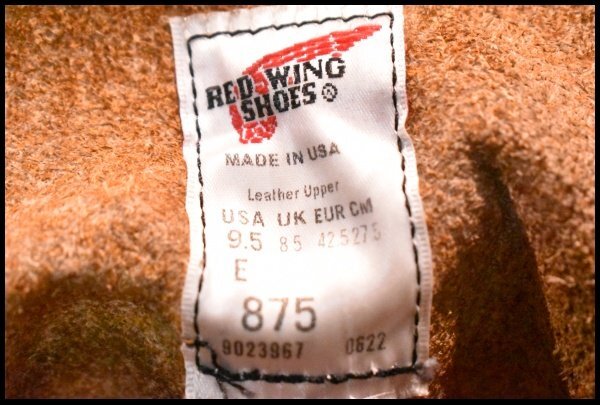 RED WING
SHOES®
MADE IN USA
Leather Upper
USA UK EUR CM
9.5 8.5 42.5 27.5
E
875
9023967 0622